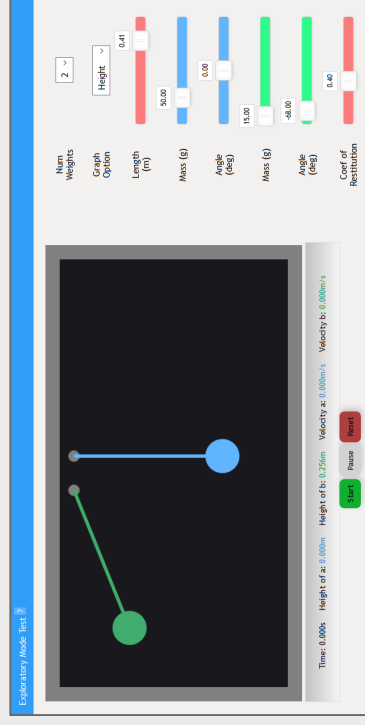 Exploratory Mode Test ?
Time: 0.000s Height of a: 0.000m Height of b: 0.256m Velocity a: 0.000m/s Velocity b: 0.000m/s
Start Pause Reset
Num
Weights
2
Graph
Option
Height
Length
(m)
0.41
Mass (g)
50.00
Angle
(deg)
0.00
Mass (g)
15.00
Angle
(deg)
-68.00
Coef of
Restitution
0.40